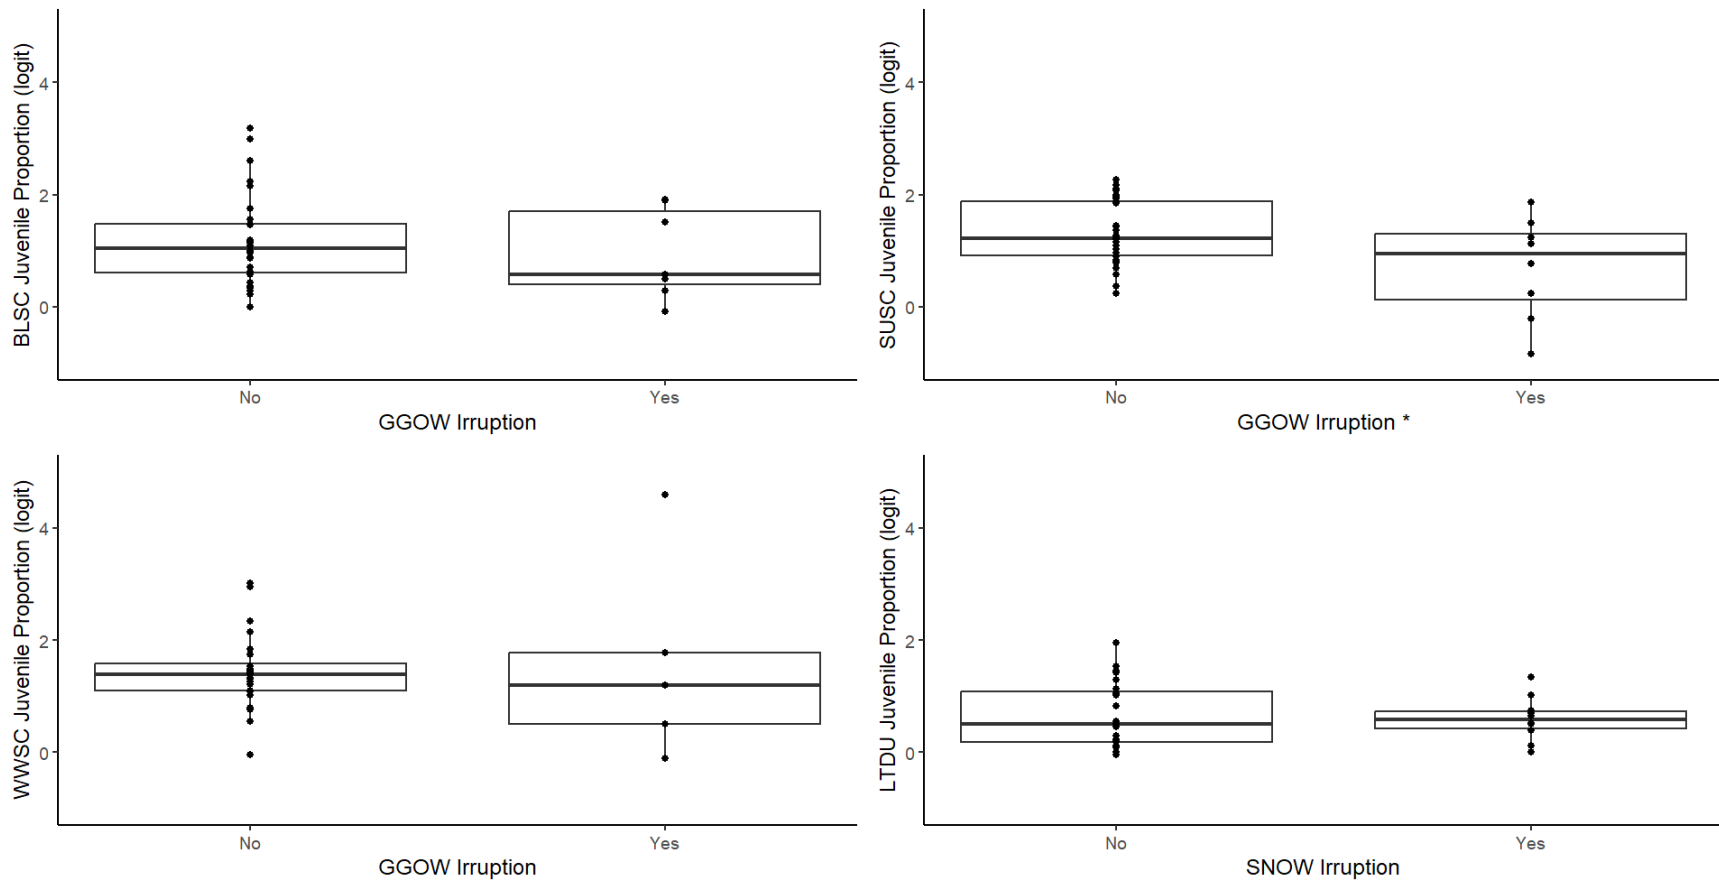 BLSC Juvenile Proportion (logit)
4
2
0
No
Yes
GGOW Irruption
SUSC Juvenile Proportion (logit)
4
2
0
No
Yes
GGOW Irruption *
WWSC Juvenile Proportion (logit)
4
2
0
No
Yes
GGOW Irruption
LTDU Juvenile Proportion (logit)
4
2
0
No
Yes
SNOW Irruption